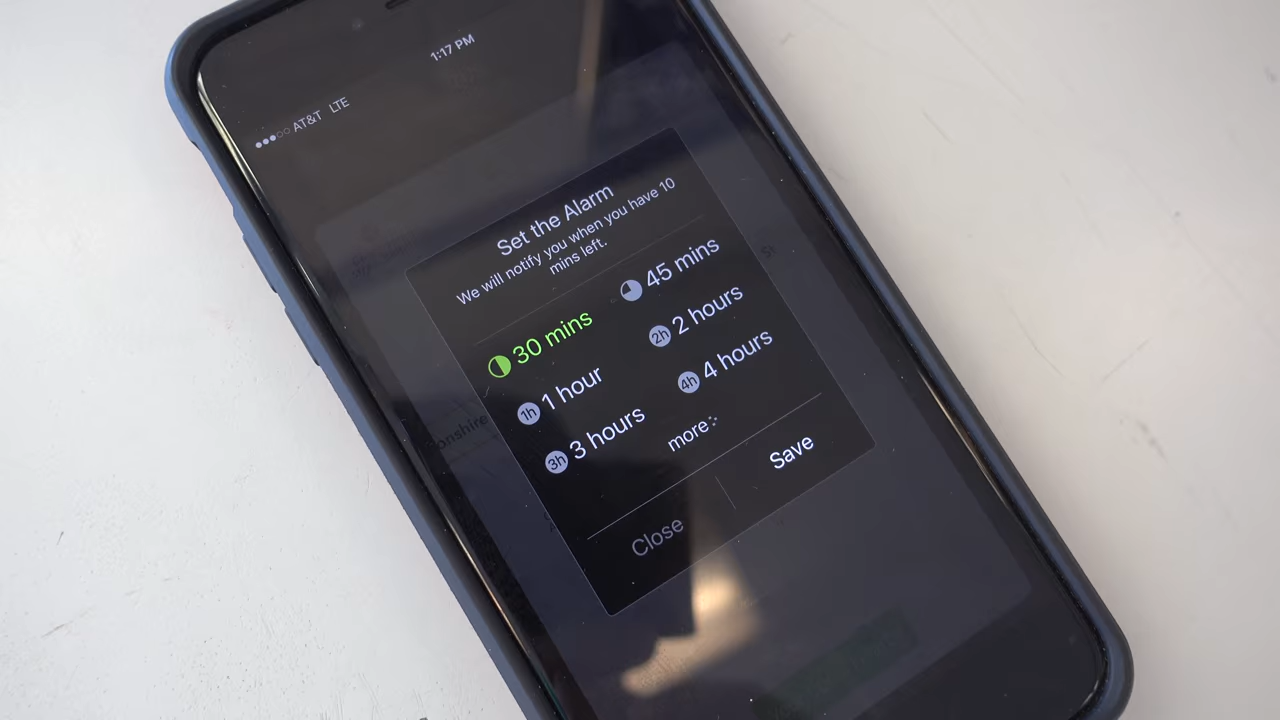 1:17 PM
AT&T LTE
Set the Alarm
We will notify you when you have 10
mins left.
30 mins
45 mins
1h 1 hour
2h 2 hours
3h 3 hours
4h 4 hours
more
Close
Save